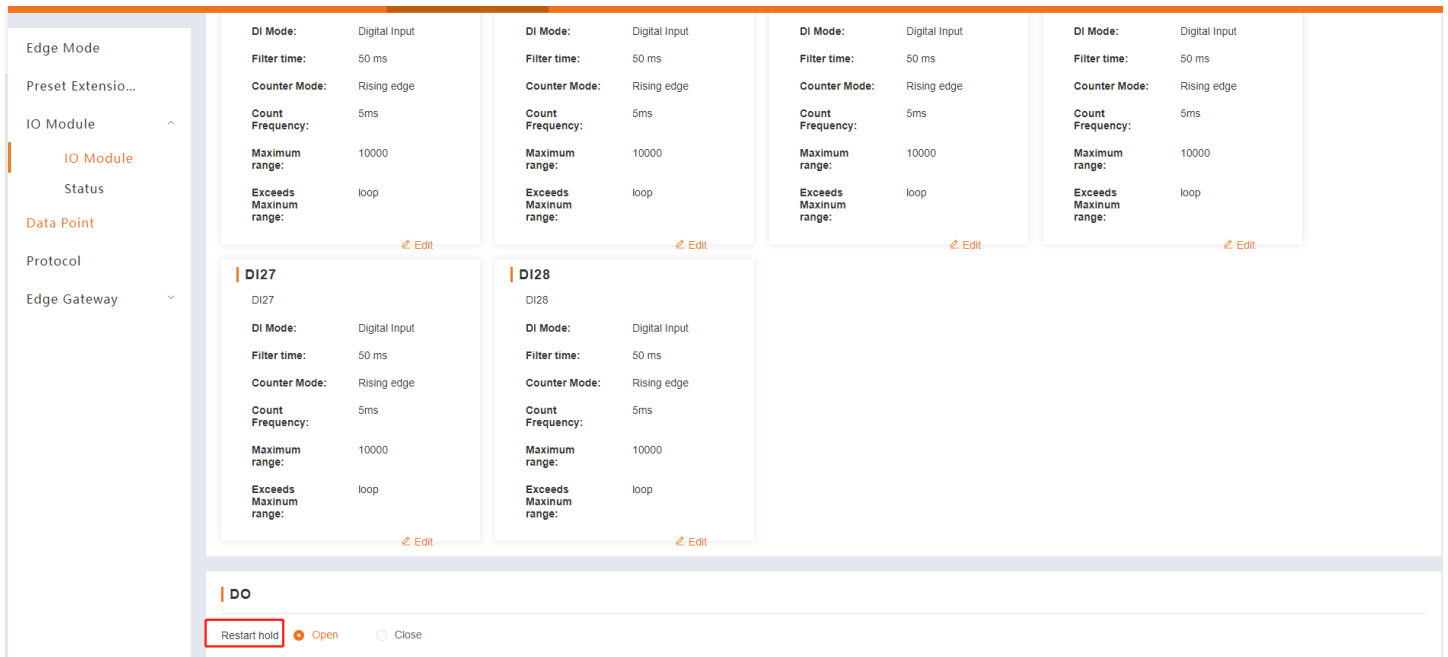 Edge Mode
Preset Extensio...
IO Module
IO Module
Status
Data Point
Protocol
Edge Gateway
DI Mode: Digital Input DI Mode: Digital Input DI Mode: Digital Input DI Mode: Digital Input
Filter time: 50 ms Filter time: 50 ms Filter time: 50 ms Filter time: 50 ms
Counter Mode: Rising edge Counter Mode: Rising edge Counter Mode: Rising edge Counter Mode: Rising edge
Count 5ms Count 5ms Count 5ms Count 5ms
Frequency: Frequency: Frequency: Frequency:
Maximum 10000 Maximum 10000 Maximum 10000 Maximum 10000
range: range: range: range:
Exceeds loop Exceeds loop Exceeds loop Exceeds loop
Maxinum Maxinum Maxinum Maxinum
range: range: range: range:
Edit Edit Edit Edit
DI27 DI28
DI27 DI28
DI Mode: Digital Input DI Mode: Digital Input
Filter time: 50 ms Filter time: 50 ms
Counter Mode: Rising edge Counter Mode: Rising edge
Count 5ms Count 5ms
Frequency: Frequency:
Maximum 10000 Maximum 10000
range: range:
Exceeds loop Exceeds loop
Maxinum Maxinum
range: range:
Edit Edit
DO
Restart hold Open Close